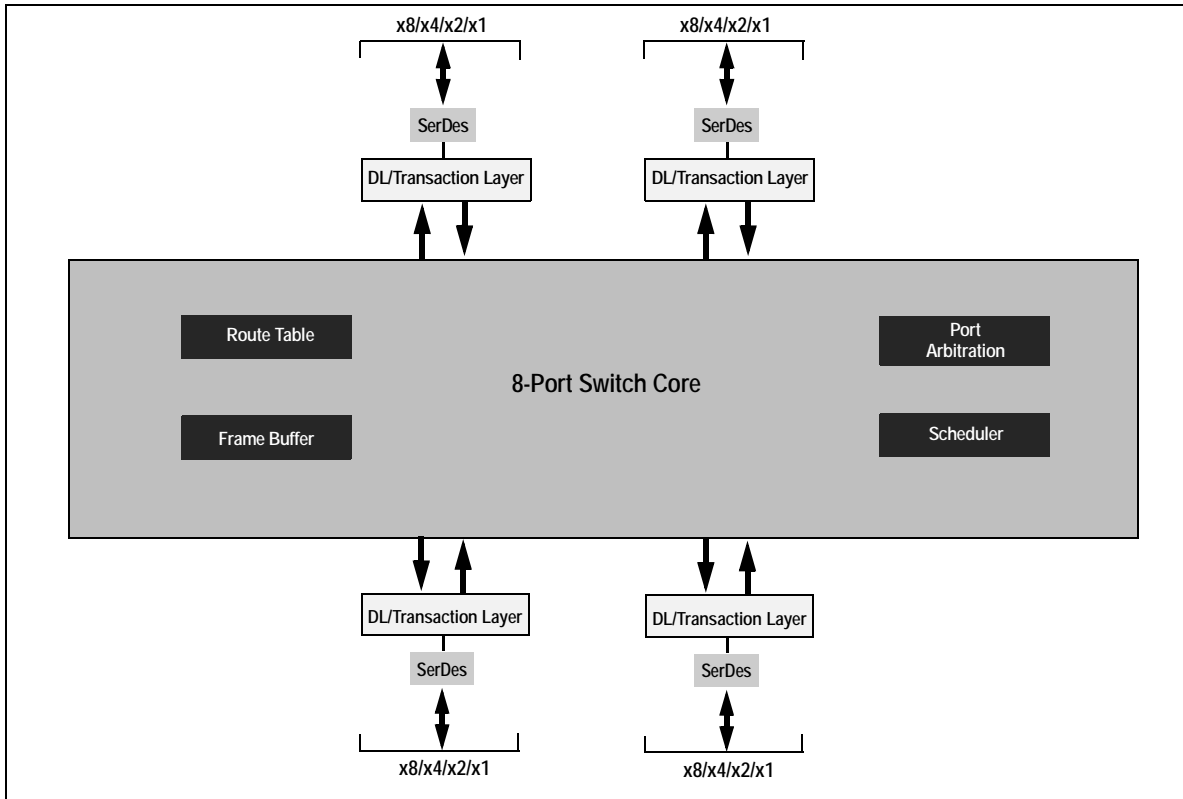 x8/x4/x2/x1
x8/x4/x2/x1
SerDes
SerDes
DL/Transaction Layer
DL/Transaction Layer
Route Table
Port
Arbitration
8-Port Switch Core
Frame Buffer
Scheduler
DL/Transaction Layer
DL/Transaction Layer
SerDes
SerDes
x8/x4/x2/x1
x8/x4/x2/x1